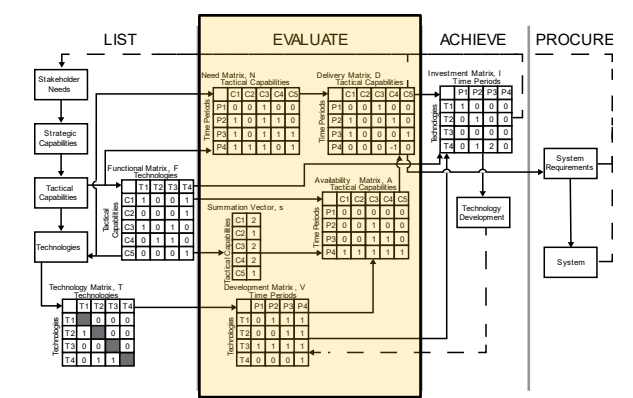 LIST
EVALUATE
ACHIEVE
PROCURE
Stakeholder
Needs
Strategic
Capabilities
Tactical
Capabilities
Technologies
Functional Matrix, F
Technologies
Tactical
Capabilities
T1 T2 T3 T4
C1 1 0 0 1
C2 0 0 0 1
C3 1 0 1 0
C4 0 1 1 0
C5 0 0 0 1
Technology Matrix, T
Technologies
Technologies
T1 T2 T3 T4
T1 0 0 0
T2 1 0 0
T3 0 0 0
T4 0 1 1
Need Matrix, N
Tactical Capabilities
Time Periods
C1 C2 C3 C4 C5
P1 0 0 1 0 0
P2 1 0 1 0 0
P3 1 0 1 0 1
P4 1 1 1 0 1
Summation Vector, s
Tactical Capabilities
C1 2
C2 1
C3 2
C4 2
C5 1
Development Matrix, V
Time Periods
Technologies
P1 P2 P3 P4
T1 0 1 1 1
T2 0 1 1 1
T3 1 1 1 1
T4 0 0 0 1
Delivery Matrix, D
Tactical Capabilities
Time Periods
C1 C2 C3 C4 C5
P1 0 0 1 0 0
P2 1 0 0 0 0
P3 0 0 0 0 1
P4 0 0 0 -1 0
Availability Matrix, A
Tactical Capabilities
Time Periods
C1 C2 C3 C4 C5
P1 0 0 0 0 0
P2 0 0 1 1 0
P3 0 0 1 1 0
P4 1 1 1 1 1
Investment Matrix, I
Time Periods
Technologies
P1 P2 P3 P4
T1 0 1 0 0
T2 0 1 0 0
T3 0 0 0 0
T4 0 1 2 0
Technology
Development
System
Requirements
System